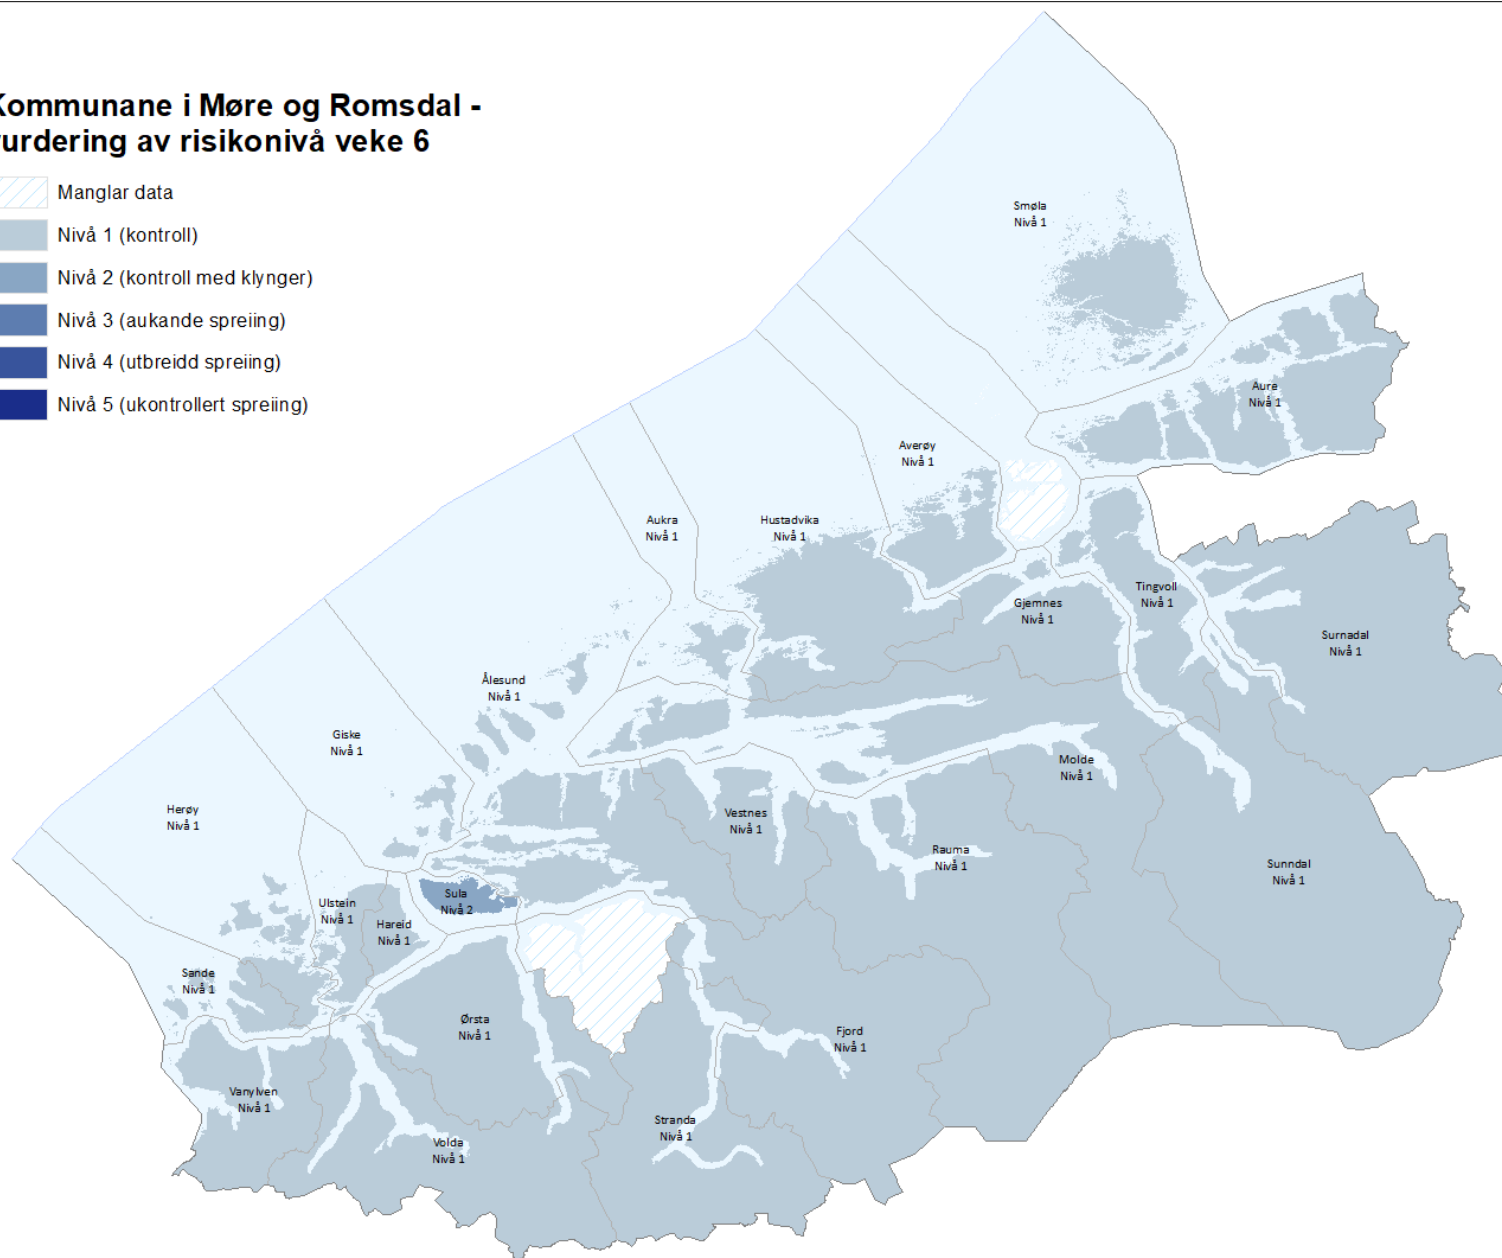 Kommunane i Møre og Romsdal -
vurdering av risikonivå veke 6
Manglar data
Nivå 1 (kontroll)
Nivå 2 (kontroll med klynger)
Nivå 3 (aukande spreiing)
Nivå 4 (utbreidd spreiing)
Nivå 5 (ukontrollert spreiing)
Smøla
Nivå 1
Aure
Nivå 1
Averøy
Nivå 1
Aukra
Nivå 1
Hustadvika
Nivå 1
Tingvoll
Nivå 1
Gjemnes
Nivå 1
Surnadal
Nivå 1
Ålesund
Nivå 1
Giske
Nivå 1
Molde
Nivå 1
Herøy
Nivå 1
Vestnes
Nivå 1
Rauma
Nivå 1
Sunndal
Nivå 1
Sula
Nivå 2
Ulstein
Nivå 1
Hareid
Nivå 1
Sande
Nivå 1
Ørsta
Nivå 1
Fjord
Nivå 1
Vanylven
Nivå 1
Stranda
Nivå 1
Volda
Nivå 1